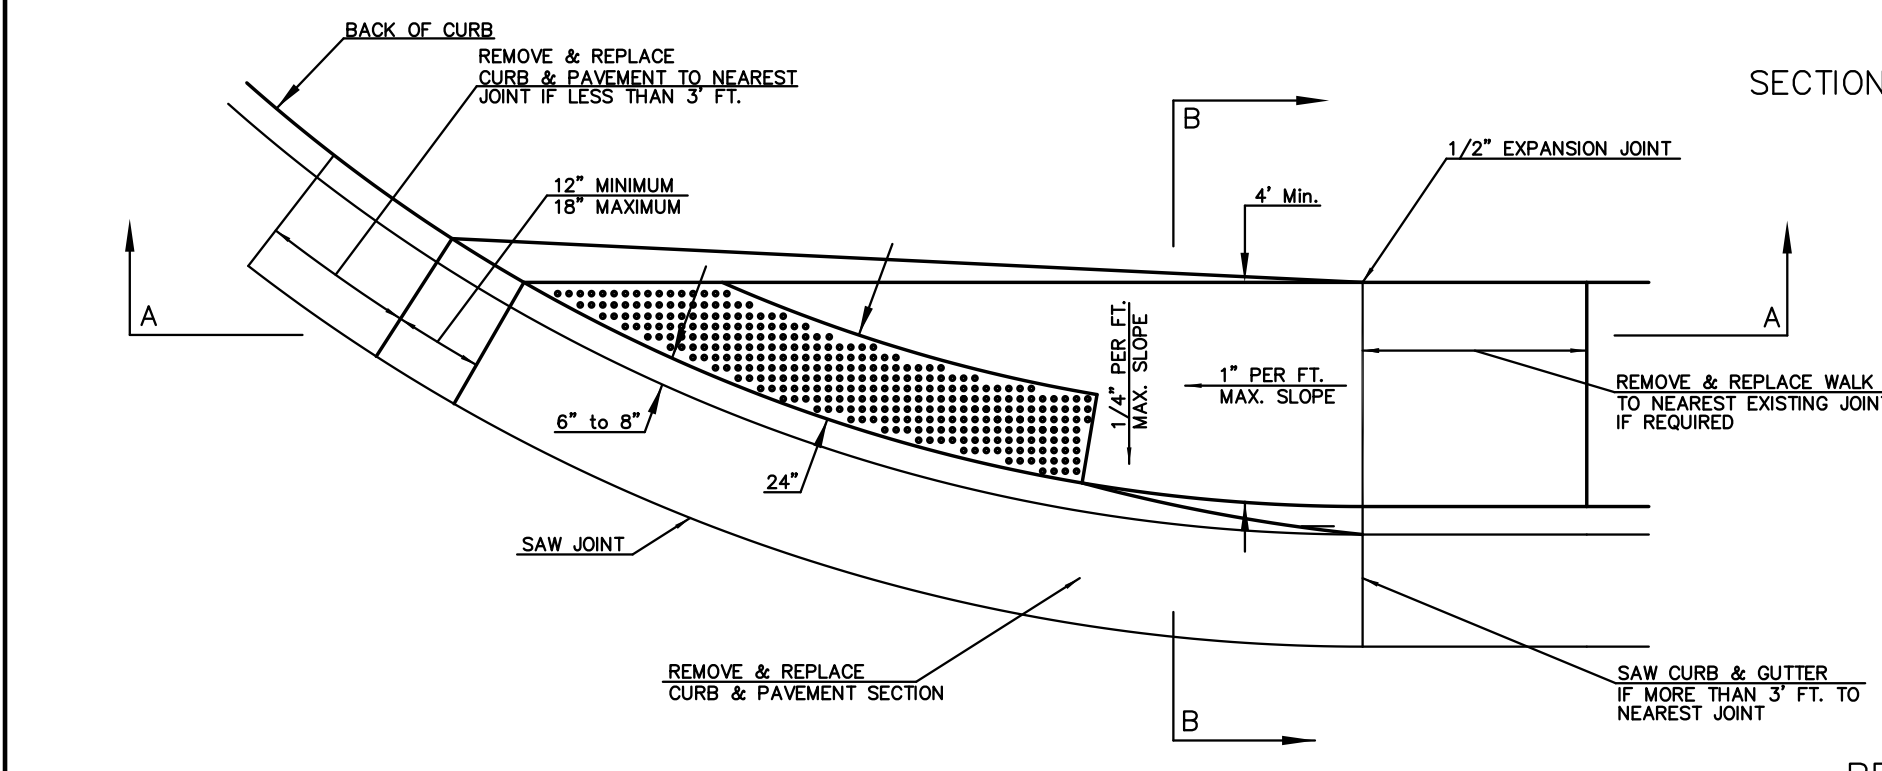 BACK OF CURB
REMOVE & REPLACE
CURB & PAVEMENT TO NEAREST
JOINT IF LESS THAN 3' FT.
SECTION
B
1/2" EXPANSION JOINT
12" MINIMUM
18" MAXIMUM
4' Min.
A
A
1/4" PER FT.
MAX. SLOPE
1" PER FT.
MAX. SLOPE
REMOVE & REPLACE WALK
TO NEAREST EXISTING JOINT
IF REQUIRED
6" to 8"
24"
SAW JOINT
REMOVE & REPLACE
CURB & PAVEMENT SECTION
SAW CURB & GUTTER
IF MORE THAN 3' FT. TO
NEAREST JOINT
B